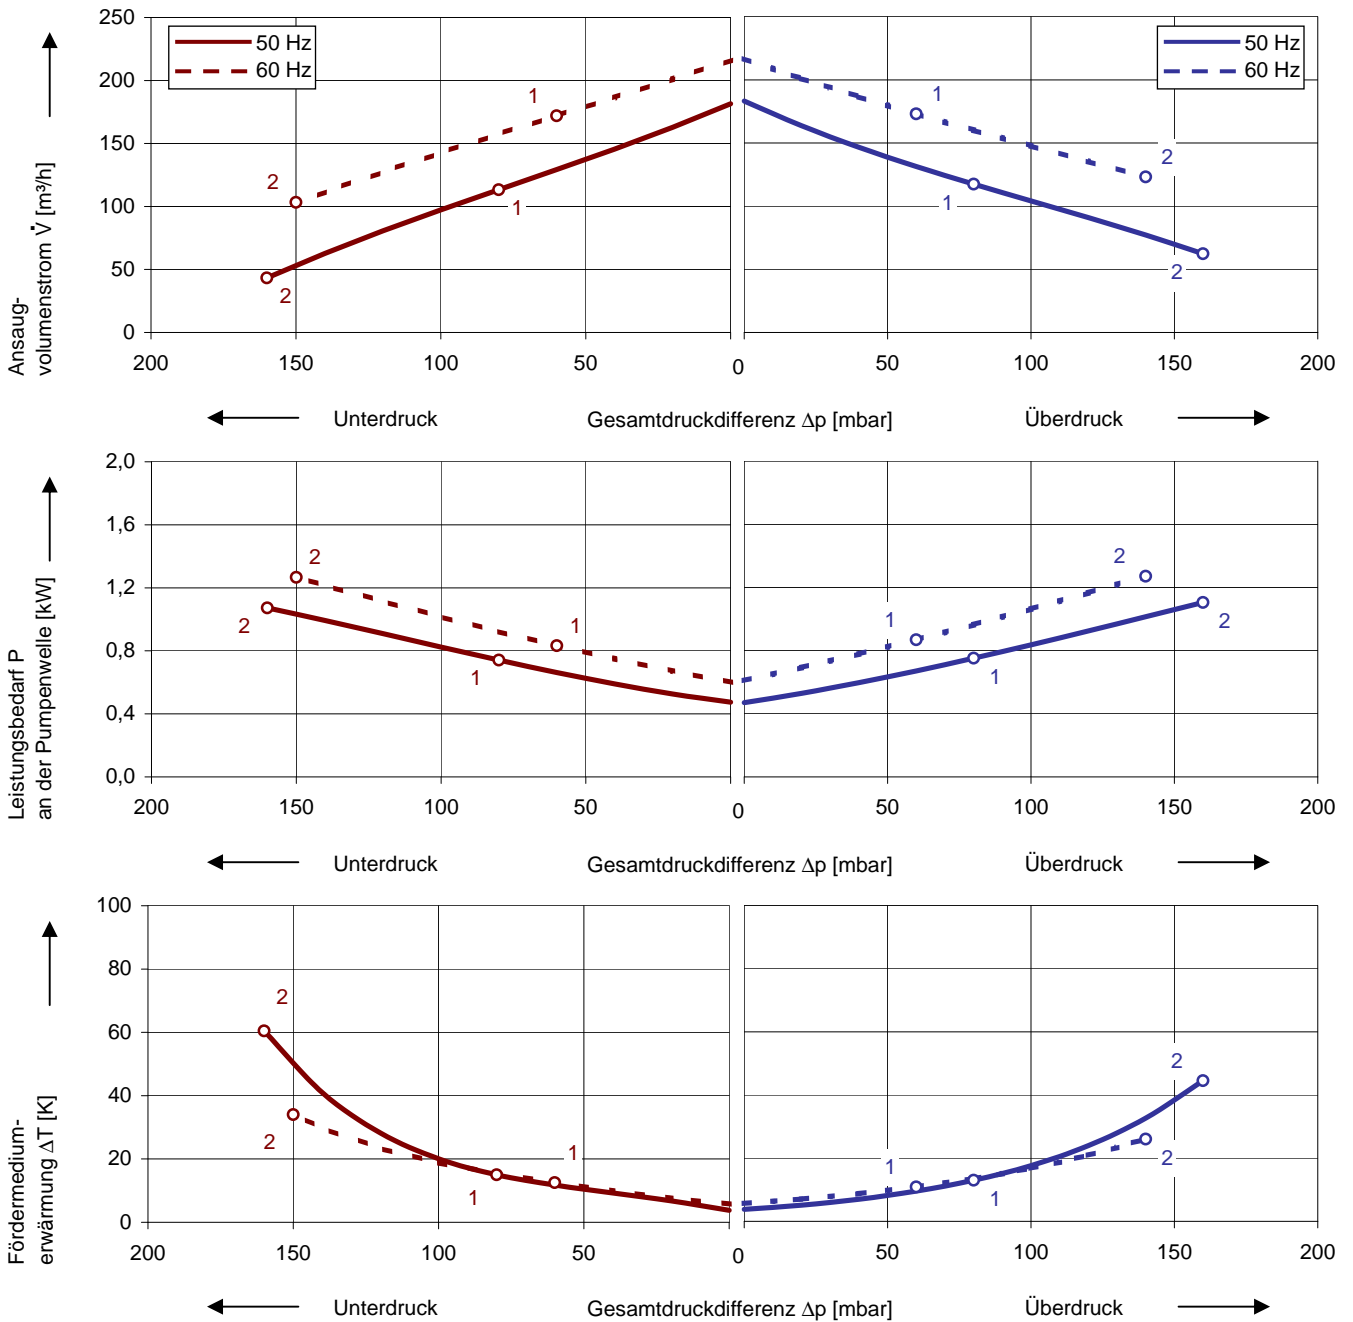 250
200
150
100
50
0
50 Hz
60 Hz
50 Hz
60 Hz
1
2
1
2
1
2
1
2
Ansaug-
volumenstrom V̇ [m³/h]
200 150 100 50 0 50 100 150 200
Unterdruck Gesamtdruckdifferenz Δp [mbar] Überdruck
2,0
1,6
1,2
0,8
0,4
0,0
2
1
2
1
2
1
2
1
Leistungsbedarf P
an der Pumpenwelle [kW]
200 150 100 50 0 50 100 150 200
Unterdruck Gesamtdruckdifferenz Δp [mbar] Überdruck
100
80
60
40
20
0
2
2
1
1
2
1
2
1
Fördermedium-
erwärmung ΔT [K]
200 150 100 50 0 50 100 150 200
Unterdruck Gesamtdruckdifferenz Δp [mbar] Überdruck